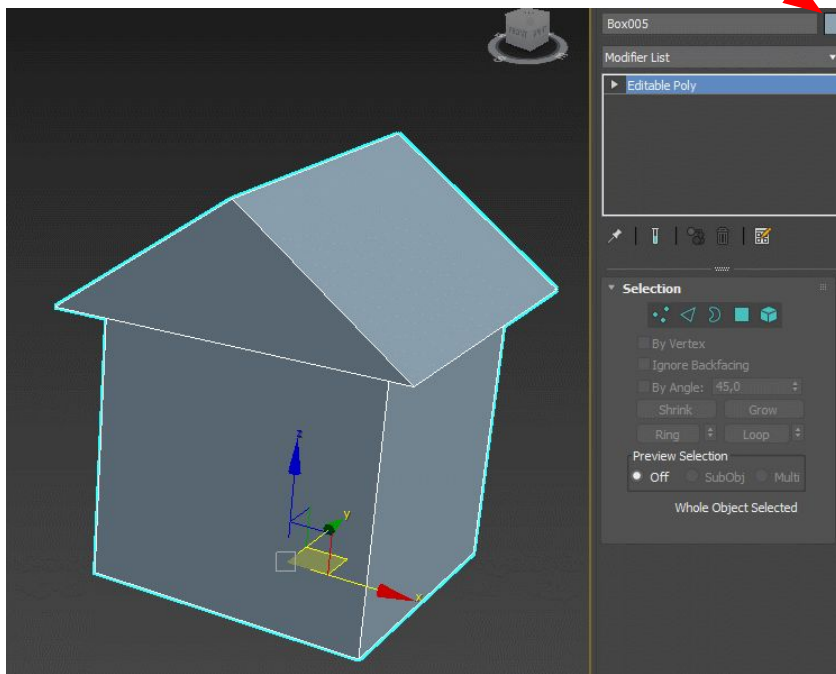 Box005
Modifier List
Editable Poly
Selection
By Vertex
Ignore Backfacing
By Angle: 45,0
Shrink Grow
Ring Loop
Preview Selection
Off SubObj Multi
Whole Object Selected
z
y
x